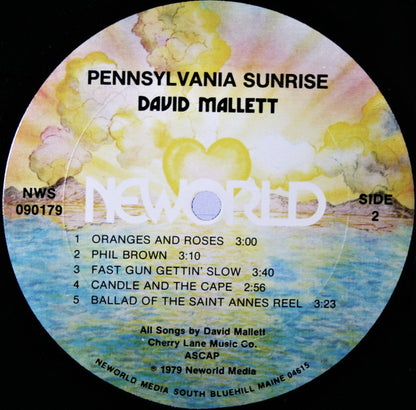 PENNSYLVANIA SUNRISE
DAVID MALLETT
NEWORLD
NWS
090179
SIDE
2
1 ORANGES AND ROSES 3:00
2 PHIL BROWN 3:10
3 FAST GUN GETTIN' SLOW 3:40
4 CANDLE AND THE CAPE 2:56
5 BALLAD OF THE SAINT ANNES REEL 3:23
All Songs by David Mallett
Cherry Lane Music Co.
ASCAP
℗ 1979 Neworld Media
NEWORLD MEDIA SOUTH BLUEHILL MAINE 04615